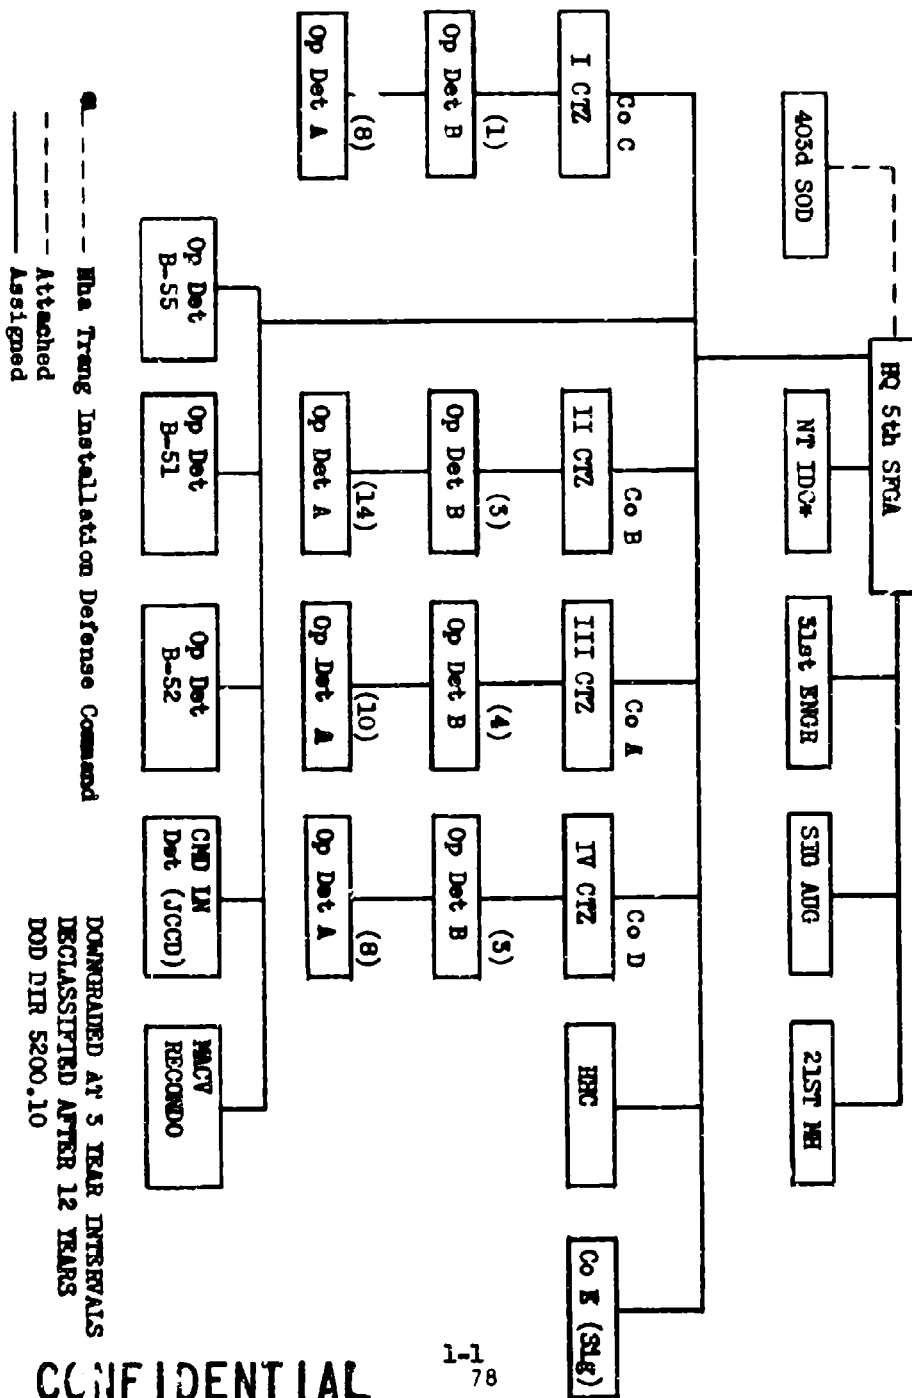 HQ 5th SFGA
403d SOD
NT IDC*
31st ENGR
SIG ADG
21ST MH
I CTZ
Co C
Op Det B
(1)
Op Det A
(8)
II CTZ
Co B
Op Det B
(3)
Op Det A
(14)
III CTZ
Co A
Op Det B
(4)
Op Det A
(10)
IV CTZ
Co D
Op Det B
(3)
Op Det A
(8)
HHC
Co E (Sig)
Op Det
B-55
Op Det
B-51
Op Det
B-52
CMD LN
Det (JCCD)
MACV
RECONDO
Nha Trang Installation Defense Command
Attached
Assigned
DOWNGRADED AT 3 YEAR INTERVALS
DECLASSIFIED AFTER 12 YEARS
DOD DIR 5200.10
1-1
78
CONFIDENTIAL